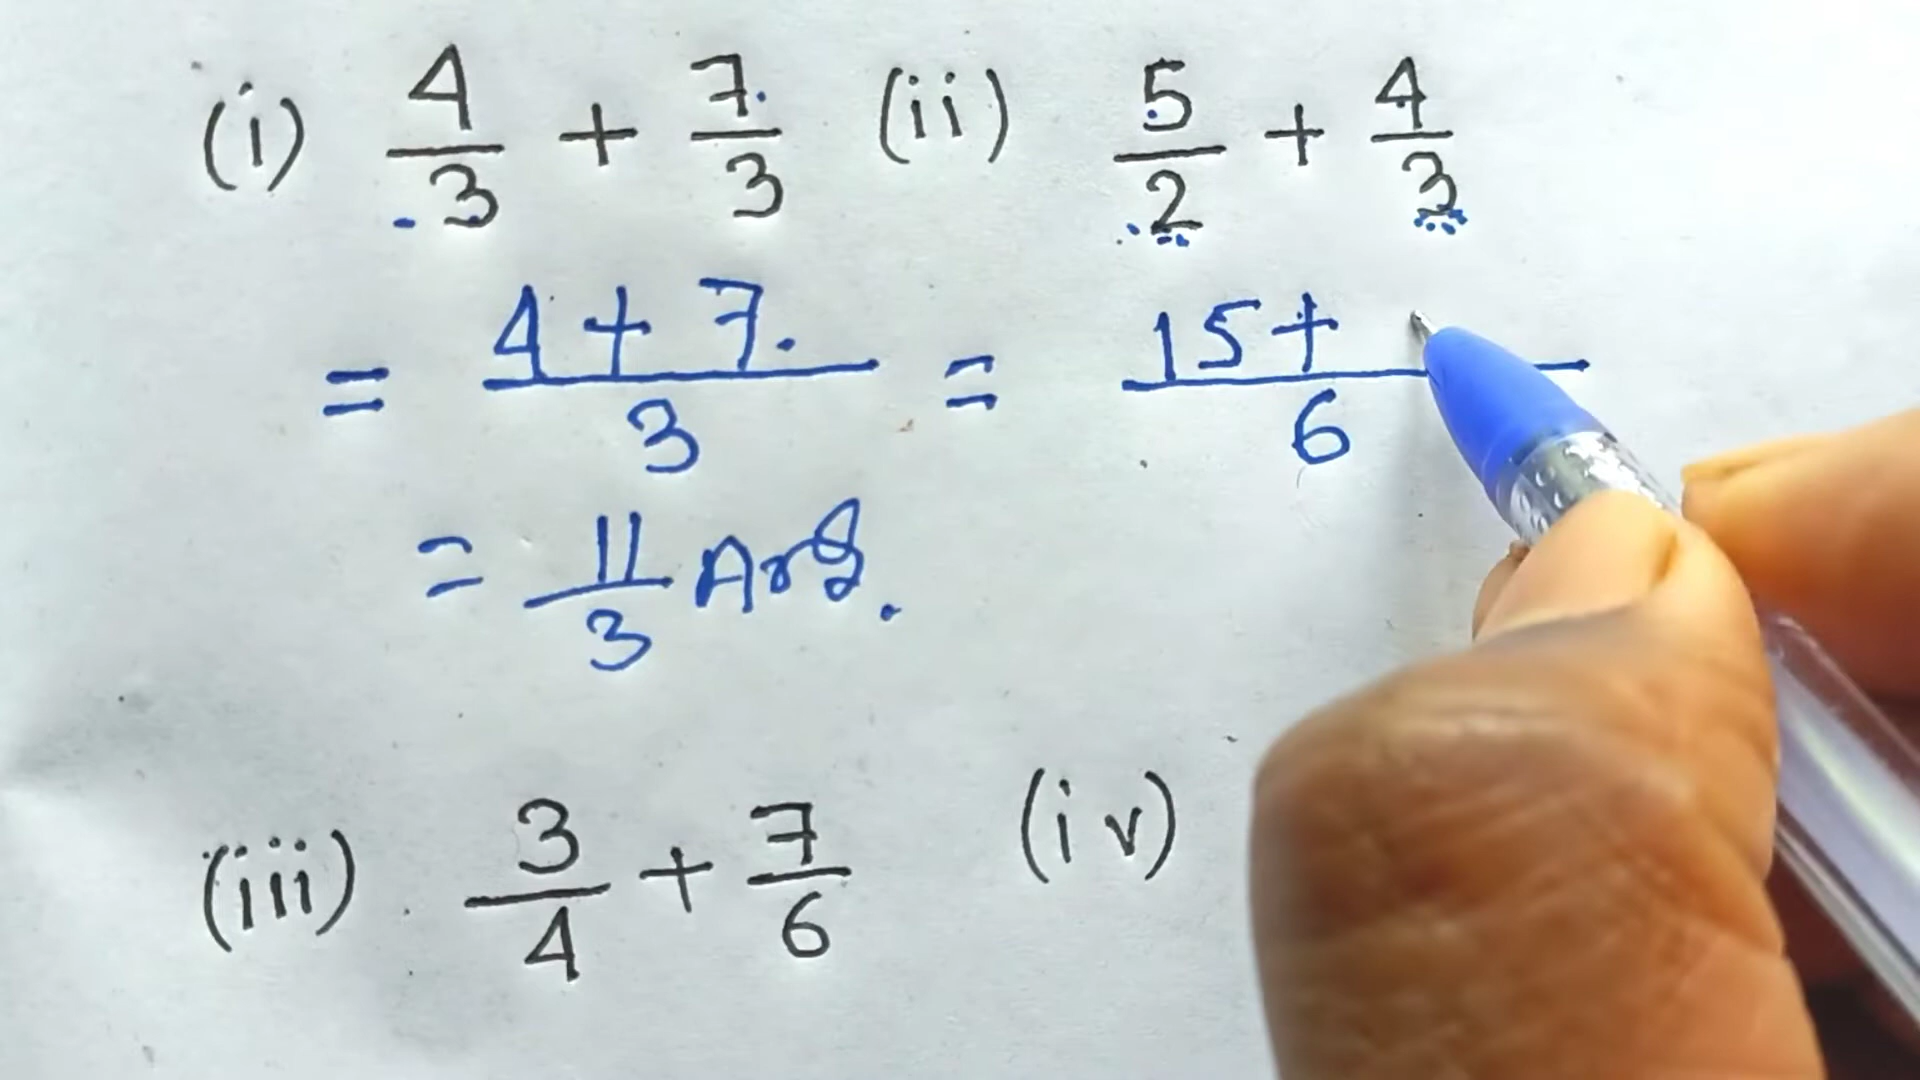 (i) 4/3 + 7/3 (ii) 5/2 + 4/3
= 4 + 7/3 = 15 + /6
= 11/3 Ans.
(iii) 3/4 + 7/6 (iv)